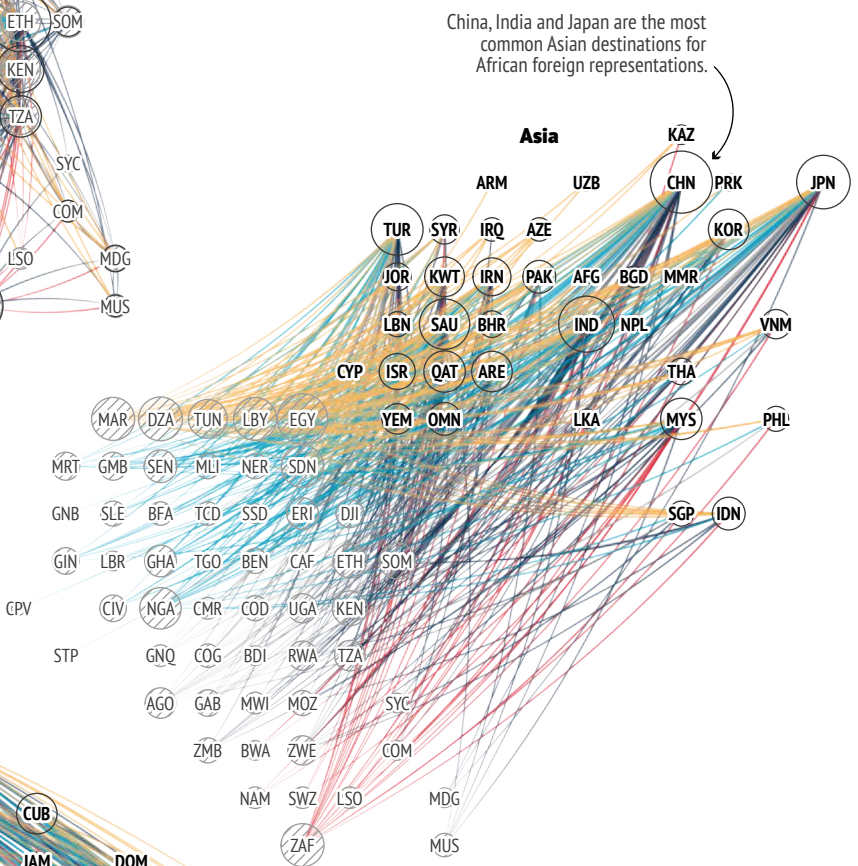 China, India and Japan are the most
common Asian destinations for
African foreign representations.
Asia
ETH SOM
KEN
TZA
SYC
COM
LSO MDG
MUS
KAZ
ARM UZB CHN PRK JPN
TUR SYR IRQ AZE KOR
JOR KWT IRN PAK AFG BGD MMR
LBN SAU BHR IND NPL VNM
CYP ISR QAT ARE THA
MAR DZA TUN LBY EGY YEM OMN LKA MYS PHL
MRT GMB SEN MLI NER SDN
GNB SLE BFA TCD SSD ERI DJI SGP IDN
GIN LBR GHA TGO BEN CAF ETH SOM
CPV CIV NGA CMR COD UGA KEN
STP GNQ COG BDI RWA TZA
AGO GAB MWI MOZ SYC
ZMB BWA ZWE COM
NAM SWZ LSO MDG
ZAF MUS
CUB
JAM DOM